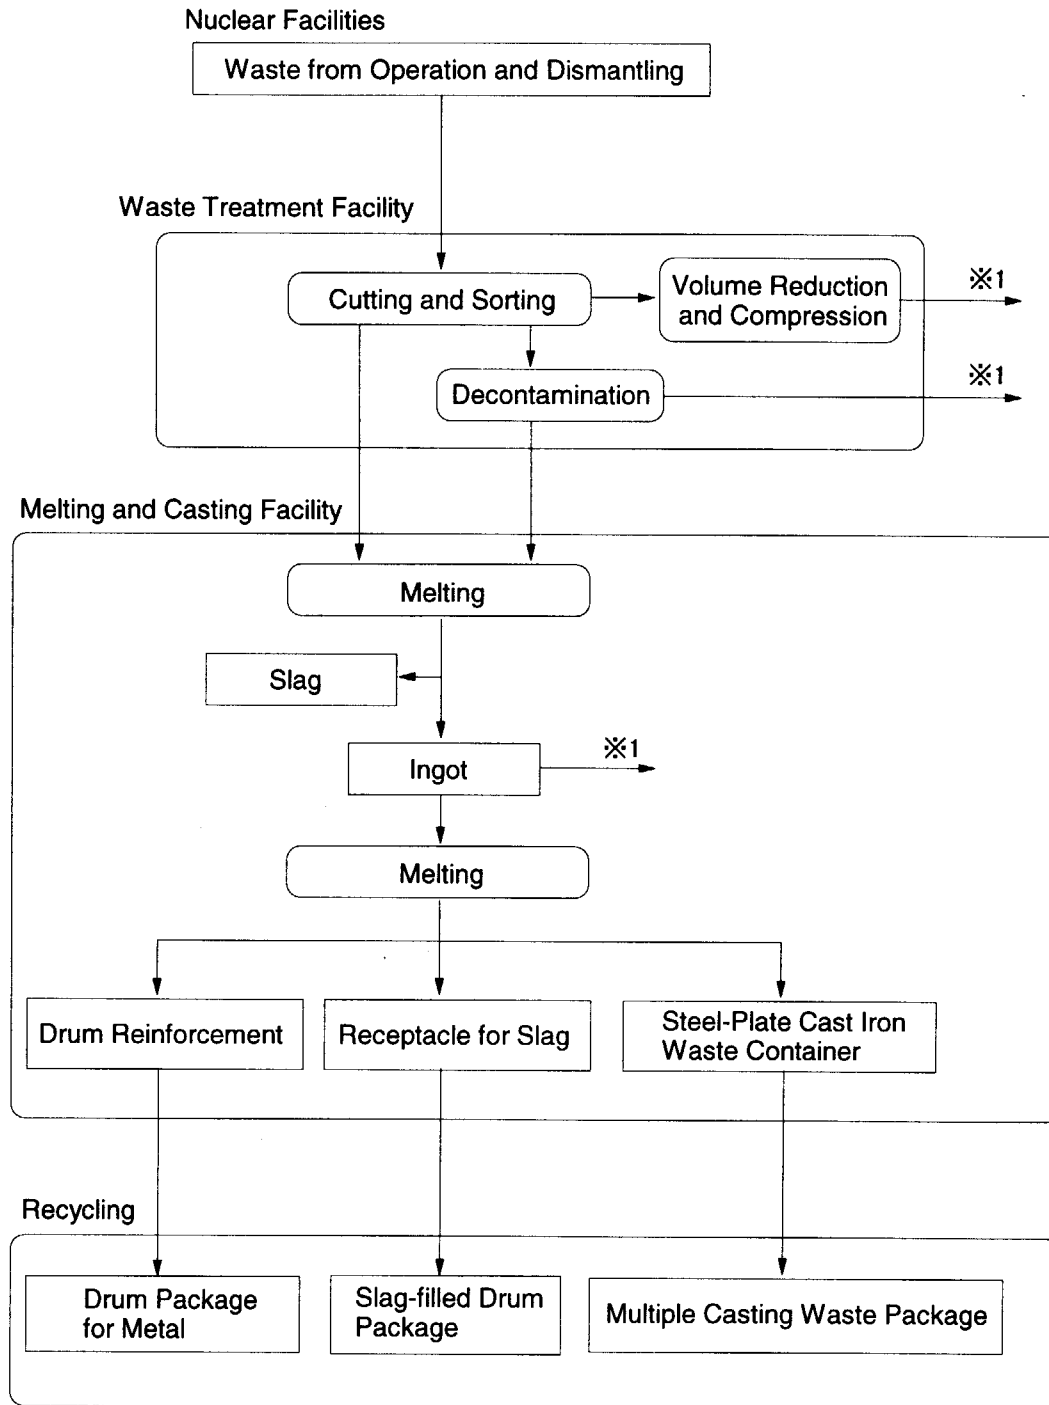 Nuclear Facilities
Waste from Operation and Dismantling
Waste Treatment Facility
Cutting and Sorting
Volume Reduction
and Compression
※1
Decontamination
※1
Melting and Casting Facility
Melting
Slag
Ingot
※1
Melting
Drum Reinforcement
Receptacle for Slag
Steel-Plate Cast Iron
Waste Container
Recycling
Drum Package
for Metal
Slag-filled Drum
Package
Multiple Casting Waste Package